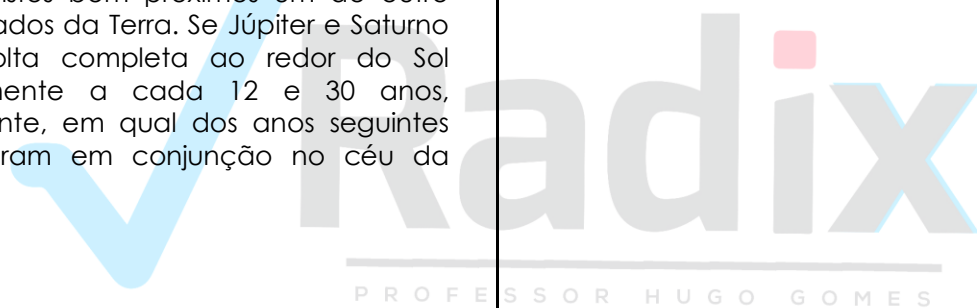 ados da Terra. Se Júpiter e Saturno
olta completa ao redor do Sol
mente a cada 12 e 30 anos,
nte, em qual dos anos seguintes
ram em conjunção no céu da
Radix
PROFESSOR HUGO GOMES